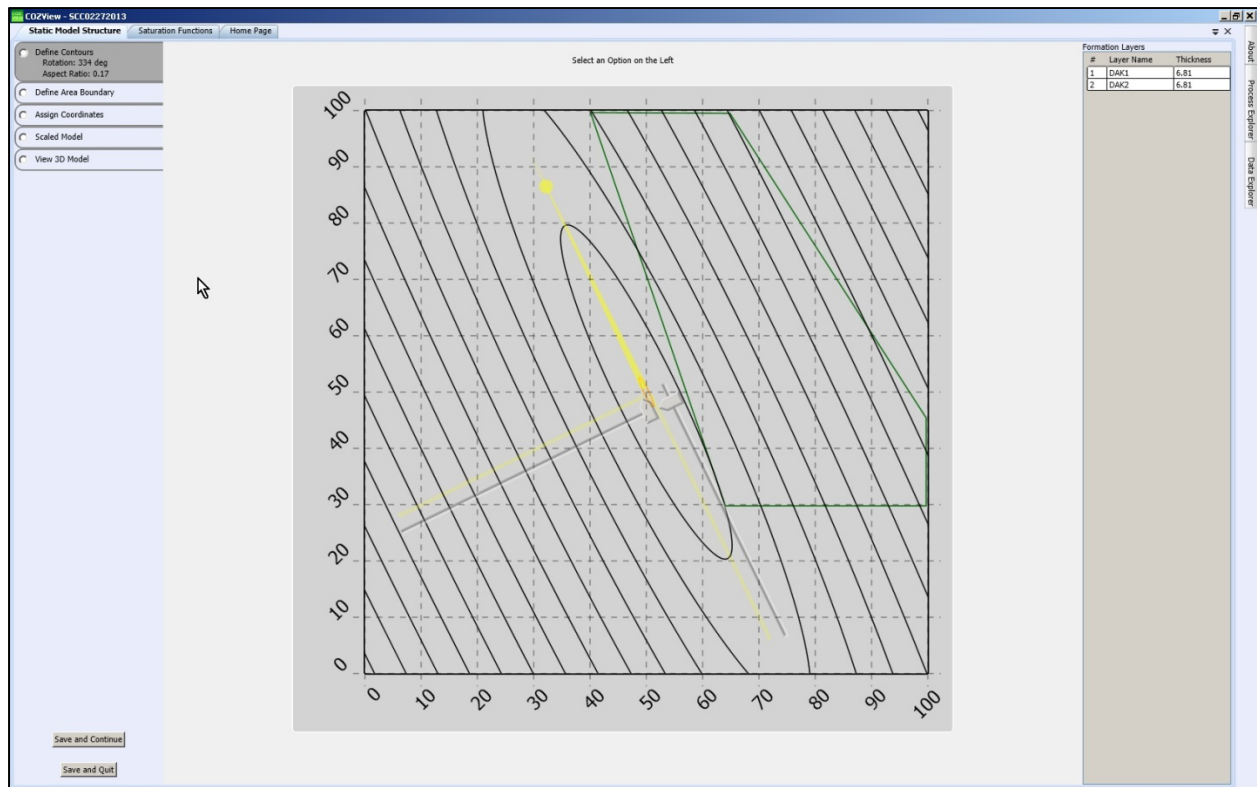 COZView - SCC02272013
Static Model Structure Saturation Functions Home Page
Define Contours
Rotation: 334 deg
Aspect Ratio: 0.17
Define Area Boundary
Assign Coordinates
Scaled Model
View 3D Model
Save and Continue
Save and Quit
Select an Option on the Left
100
90
80
70
60
50
40
30
20
10
0
0 10 20 30 40 50 60 70 80 90 100
Formation Layers
# Layer Name Thickness
1 DAK1 6.81
2 DAK2 6.81
About
Process Explorer
Data Explorer